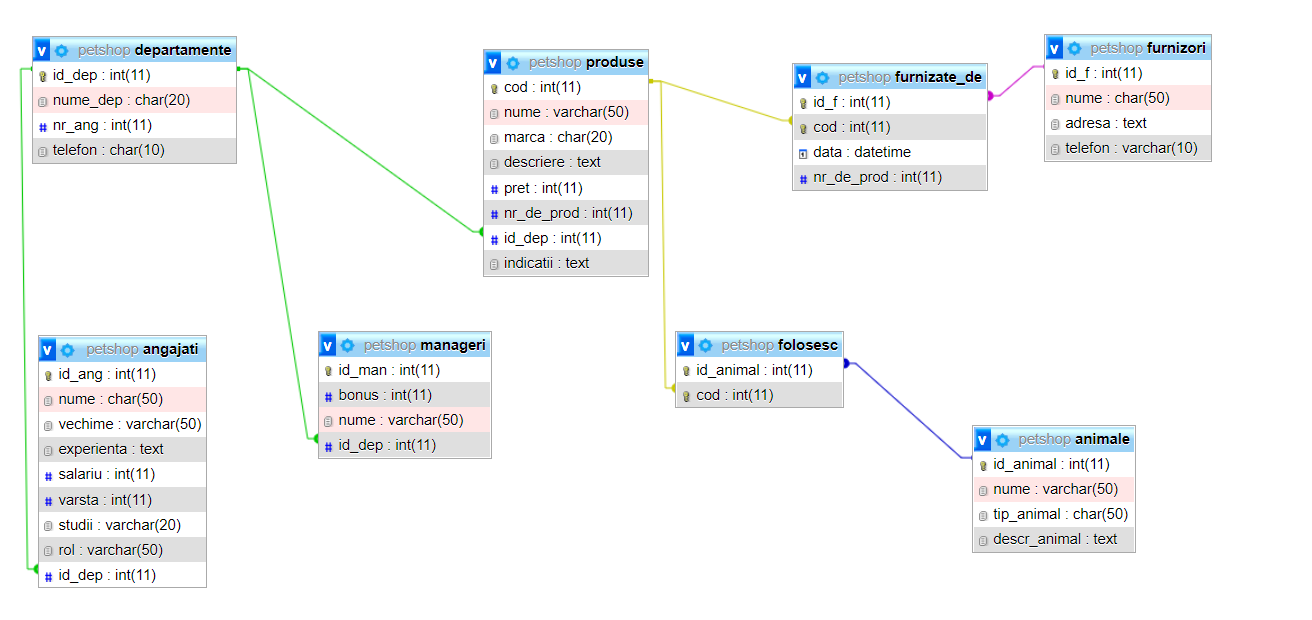 v petshop departamente
id_dep : int(11)
nume_dep : char(20)
# nr_ang : int(11)
telefon : char(10)
v petshop produse
cod : int(11)
nume : varchar(50)
marca : char(20)
descriere : text
# pret : int(11)
# nr_de_prod : int(11)
# id_dep : int(11)
indicatii : text
v petshop furnizate_de
id_f : int(11)
cod : int(11)
data : datetime
# nr_de_prod : int(11)
v petshop furnizori
id_f : int(11)
nume : char(50)
adresa : text
telefon : varchar(10)
v petshop angajati
id_ang : int(11)
nume : char(50)
vechime : varchar(50)
experienta : text
# salariu : int(11)
# varsta : int(11)
studii : varchar(20)
rol : varchar(50)
# id_dep : int(11)
v petshop manageri
id_man : int(11)
# bonus : int(11)
nume : varchar(50)
# id_dep : int(11)
v petshop folosesc
id_animal : int(11)
cod : int(11)
v petshop animale
id_animal : int(11)
nume : varchar(50)
tip_animal : char(50)
descr_animal : text